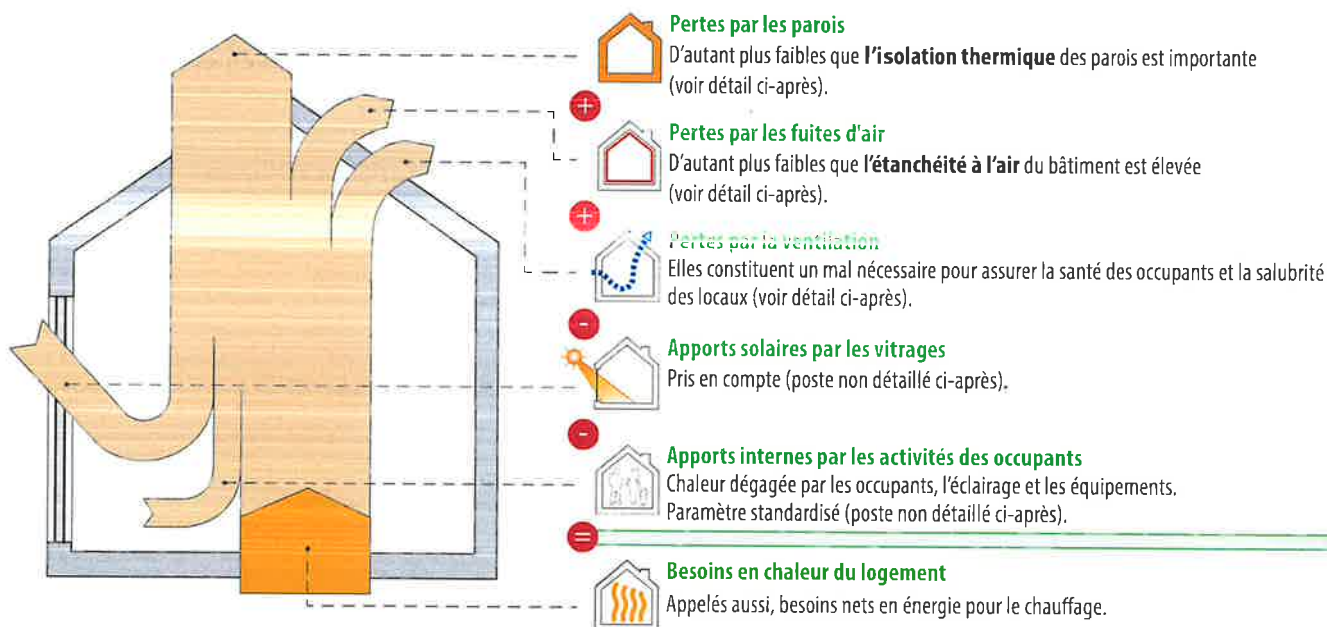 Pertes par les parois
D'autant plus faibles que l'isolation thermique des parois est importante
(voir détail ci-après).
+
Pertes par les fuites d'air
D'autant plus faibles que l'étanchéité à l'air du bâtiment est élevée
(voir détail ci-après).
+
Pertes par la ventilation
Elles constituent un mal nécessaire pour assurer la santé des occupants et la salubrité
des locaux (voir détail ci-après).
-
Apports solaires par les vitrages
Pris en compte (poste non détaillé ci-après).
-
Apports internes par les activités des occupants
Chaleur dégagée par les occupants, l'éclairage et les équipements.
Paramètre standardisé (poste non détaillé ci-après).
=
Besoins en chaleur du logement
Appelés aussi, besoins nets en énergie pour le chauffage.